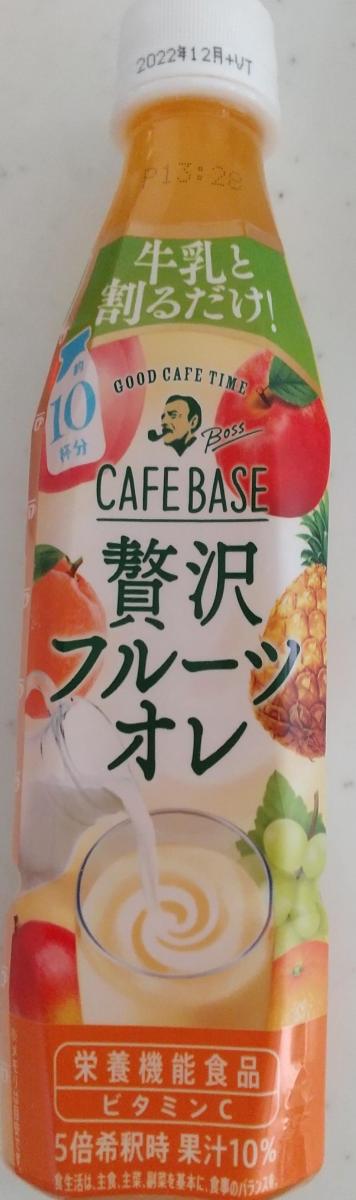 2022年12月+VT
P13:28
牛乳と
割るだけ!
約
10
杯分
GOOD CAFE TIME
BOSS
CAFE BASE
贅沢
フルーツ
オレ
栄養機能食品
ビタミンC
5倍希釈時 果汁10%
食生活は、主食、主菜、副菜を基本に、食事のバランスを